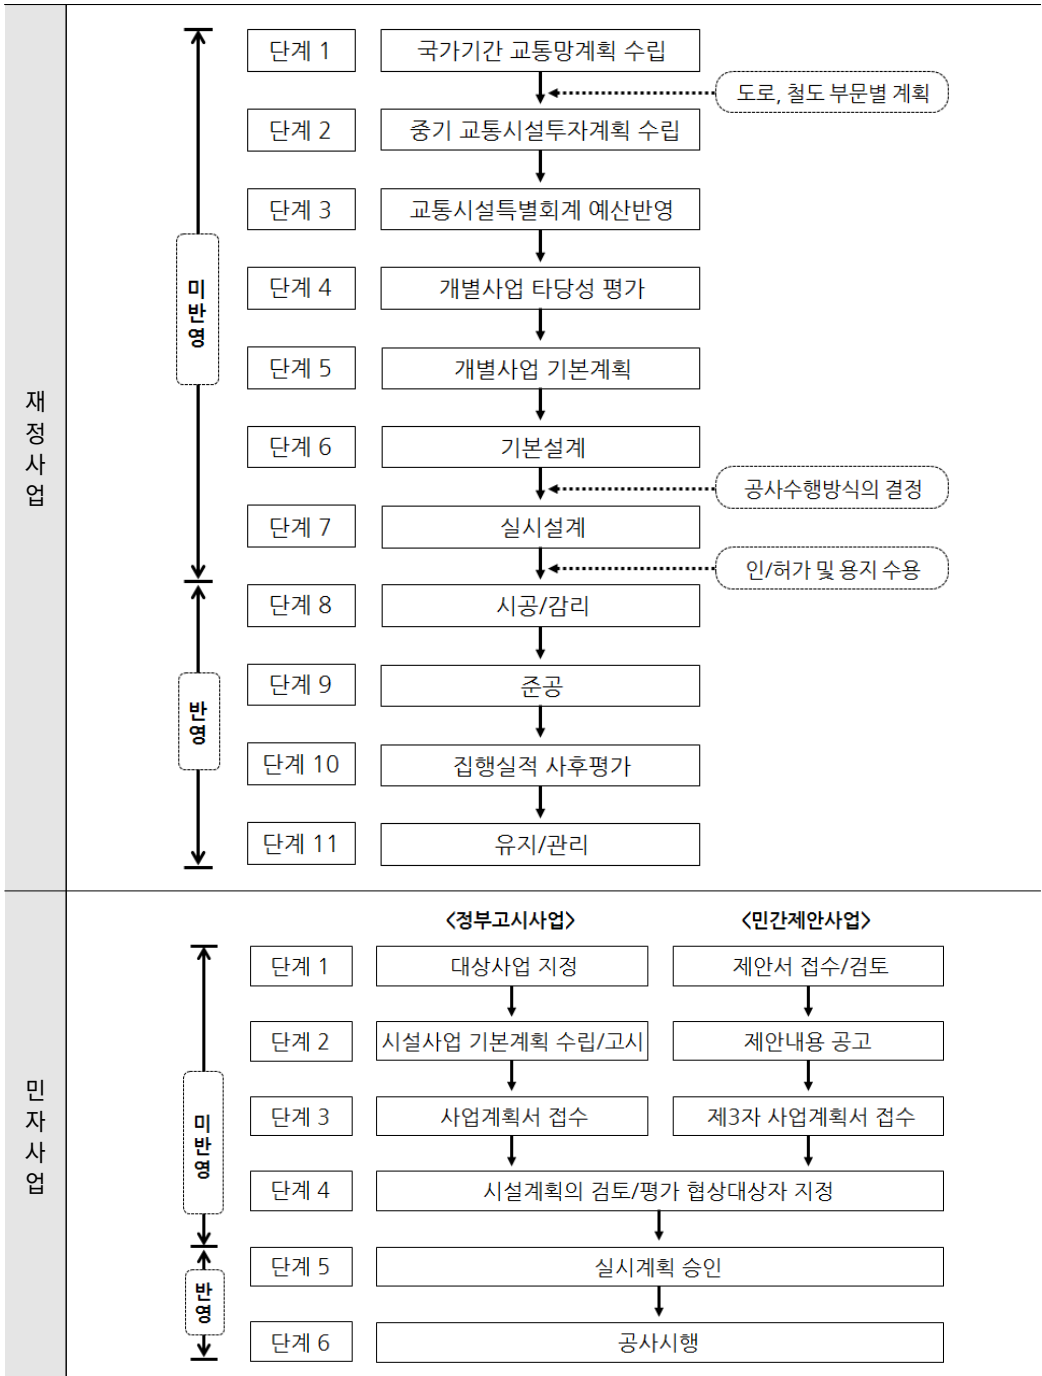 재정사업
미반영
반영
단계 1
국가기간 교통망계획 수립
도로, 철도 부문별 계획
단계 2
중기 교통시설투자계획 수립
단계 3
교통시설특별회계 예산반영
단계 4
개별사업 타당성 평가
단계 5
개별사업 기본계획
단계 6
기본설계
공사수행방식의 결정
단계 7
실시설계
인/허가 및 용지 수용
단계 8
시공/감리
단계 9
준공
단계 10
집행실적 사후평가
단계 11
유지/관리
민자사업
미반영
반영
<정부고시사업>
<민간제안사업>
단계 1
대상사업 지정
제안서 접수/검토
단계 2
시설사업 기본계획 수립/고시
제안내용 공고
단계 3
사업계획서 접수
제3자 사업계획서 접수
단계 4
시설계획의 검토/평가 협상대상자 지정
단계 5
실시계획 승인
단계 6
공사시행